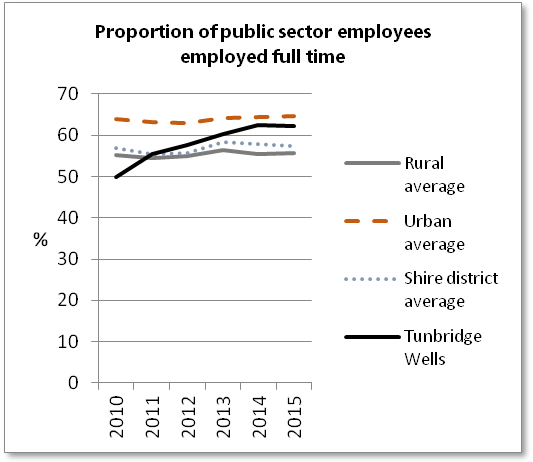 Proportion of public sector employees
employed full time
70
60
50
40
30
20
10
0
%
2010
2011
2012
2013
2014
2015
Rural
average
Urban
average
Shire district
average
Tunbridge
Wells